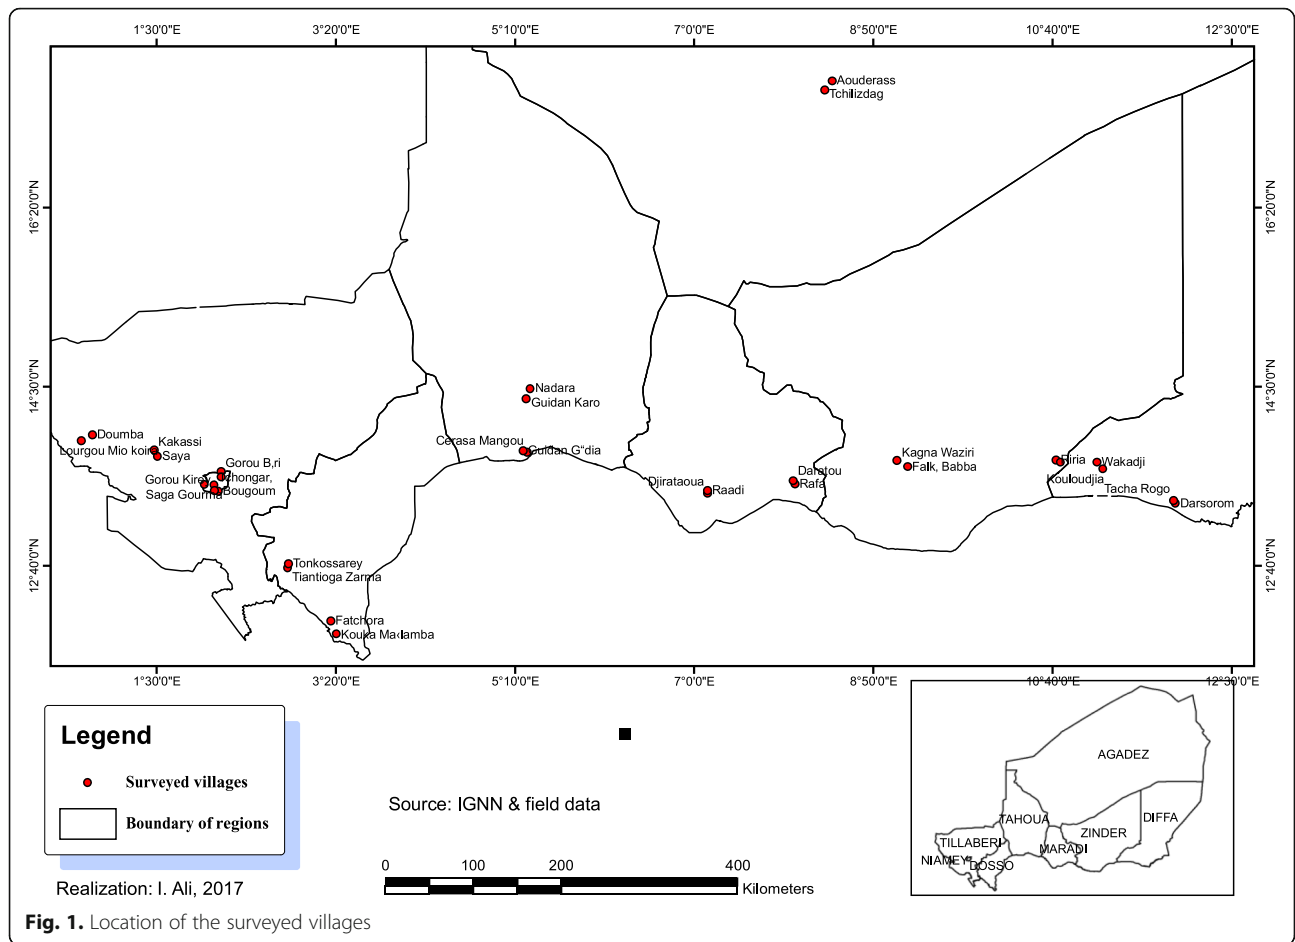 1°30'0"E 3°20'0"E 5°10'0"E 7°0'0"E 8°50'0"E 10°40'0"E 12°30'0"E
Aouderass
Tchilizdag
16°20'0"N 16°20'0"N
14°30'0"N 14°30'0"N
Nadara
Guidan Karo
Doumba
Lourgou Mio koir
Kakassi
Saya
Cerasa Mangou
Guidan G"dia
Gorou B,ri
Gorou Kirey
Saga Gourma
Bougoum
Djirataoua
Raadi
Daratou
Rafa
Kagna Waziri
Falk, Babba
Kouloudjia
Wakadji
Tacha Rogo
Darsorom
12°40'0"N 12°40'0"N
Tonkossarey
Tiantioga Zarma
Fatchora
Kouka Malamba
1°30'0"E 3°20'0"E 5°10'0"E 7°0'0"E 8°50'0"E 10°40'0"E 12°30'0"E
Legend
Surveyed villages
Boundary of regions
Source: IGNN & field data
0 100 200 400
Kilometers
Realization: I. Ali, 2017
AGADEZ
TAHOUA
DIFFA
ZINDER
TILLABERI
MARADI
NIAMEY
DOSSO
Fig. 1. Location of the surveyed villages